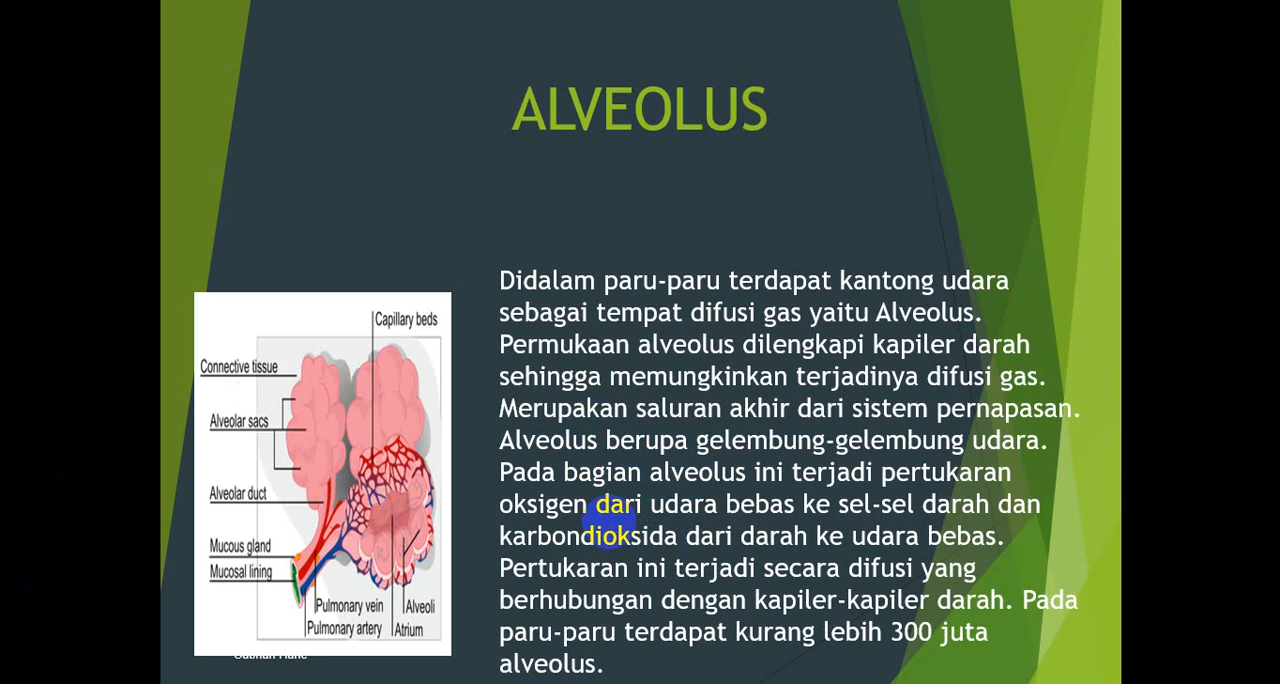 ALVEOLUS
Didalam paru-paru terdapat kantong udara
sebagai tempat difusi gas yaitu Alveolus.
Permukaan alveolus dilengkapi kapiler darah
sehingga memungkinkan terjadinya difusi gas.
Merupakan saluran akhir dari sistem pernapasan.
Alveolus berupa gelembung-gelembung udara.
Pada bagian alveolus ini terjadi pertukaran
oksigen dari udara bebas ke sel-sel darah dan
karbondioksida dari darah ke udara bebas.
Pertukaran ini terjadi secara difusi yang
berhubungan dengan kapiler-kapiler darah. Pada
paru-paru terdapat kurang lebih 300 juta
alveolus.
Capillary beds
Connective tissue
Alveolar sacs
Alveolar duct
Mucous gland
Mucosal lining
Pulmonary vein
Alveoli
Pulmonary artery
Atrium